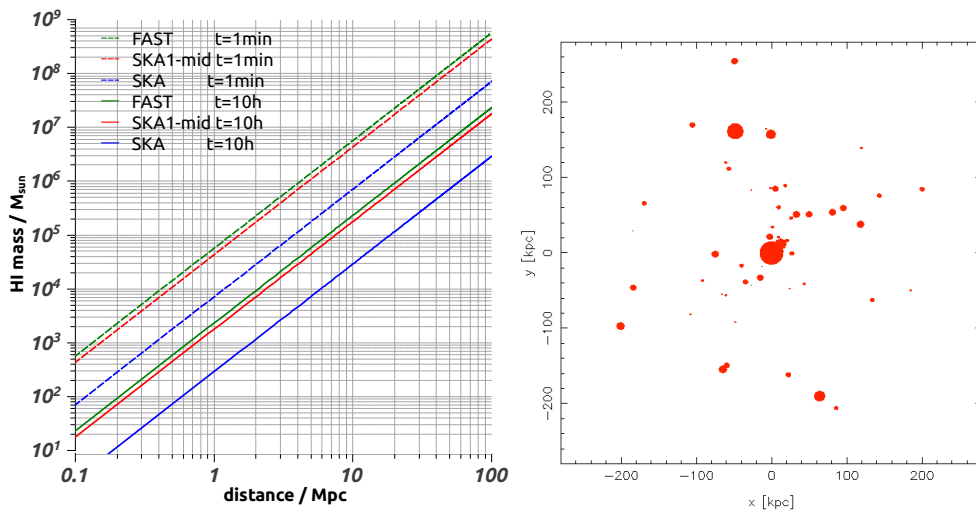 10⁹
10⁸
10⁷
10⁶
10⁵
10⁴
10³
10²
10¹
HI mass / Mₛᵤₙ
FAST t=1min
SKA1-mid t=1min
SKA t=1min
FAST t=10h
SKA1-mid t=10h
SKA t=10h
0.1 1 10 100
distance / Mpc
200
100
0
−100
−200
y [kpc]
−200 −100 0 100 200
x [kpc]